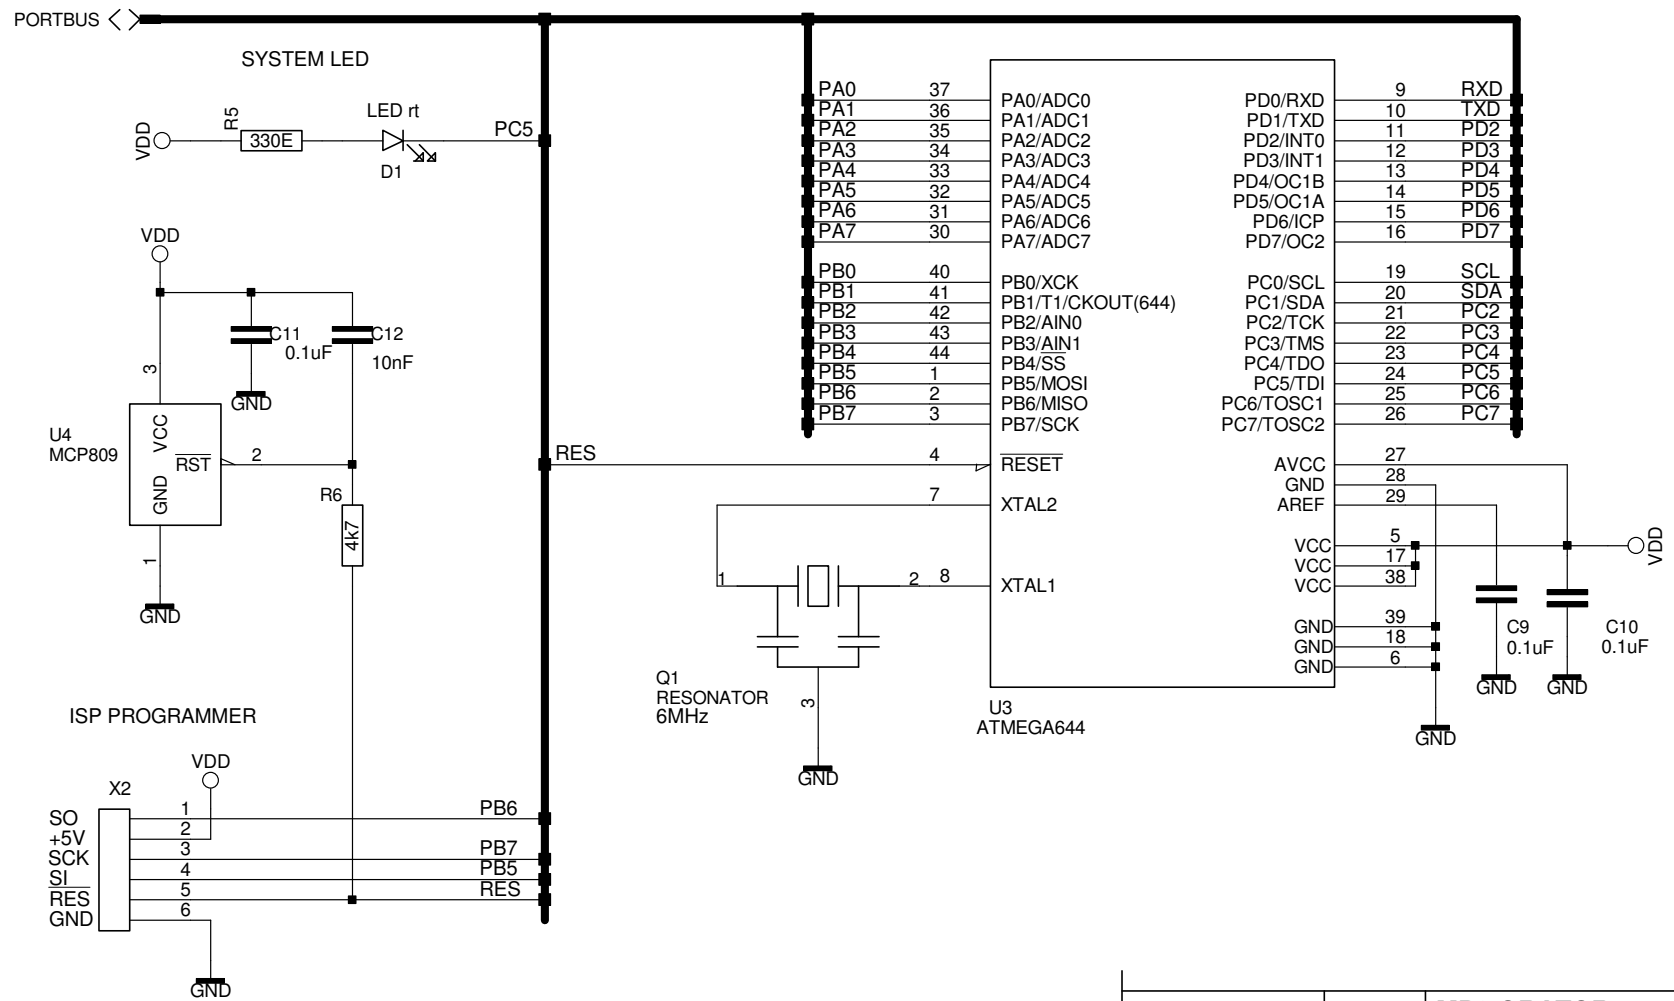 PORTBUS
SYSTEM LED
LED rt
R5
330E
VDD
D1
PC5
VDD
C11
0.1uF
C12
10nF
GND
3
U4
MCP809
VCC
GND
RST
2
1
GND
R6
4k7
RES
ISP PROGRAMMER
VDD
X2
SO 1 PB6
+5V 2
SCK 3 PB7
SI 4 PB5
RES 5 RES
GND 6
GND
PA0 37 PA0/ADC0
PA1 36 PA1/ADC1
PA2 35 PA2/ADC2
PA3 34 PA3/ADC3
PA4 33 PA4/ADC4
PA5 32 PA5/ADC5
PA6 31 PA6/ADC6
PA7 30 PA7/ADC7
PB0 40 PB0/XCK
PB1 41 PB1/T1/CKOUT(644)
PB2 42 PB2/AIN0
PB3 43 PB3/AIN1
PB4 44 PB4/SS
PB5 1 PB5/MOSI
PB6 2 PB6/MISO
PB7 3 PB7/SCK
4 RESET
7 XTAL2
1 2 8 XTAL1
Q1
RESONATOR
6MHz
3
GND
PD0/RXD 9 RXD
PD1/TXD 10 TXD
PD2/INT0 11 PD2
PD3/INT1 12 PD3
PD4/OC1B 13 PD4
PD5/OC1A 14 PD5
PD6/ICP 15 PD6
PD7/OC2 16 PD7
PC0/SCL 19 SCL
PC1/SDA 20 SDA
PC2/TCK 21 PC2
PC3/TMS 22 PC3
PC4/TDO 23 PC4
PC5/TDI 24 PC5
PC6/TOSC1 25 PC6
PC7/TOSC2 26 PC7
AVCC 27
GND 28
AREF 29
VCC 5
VCC 17
VCC 38
VDD
GND 39
GND 18
GND 6
U3
ATMEGA644
C9
0.1uF
C10
0.1uF
GND
GND
GND